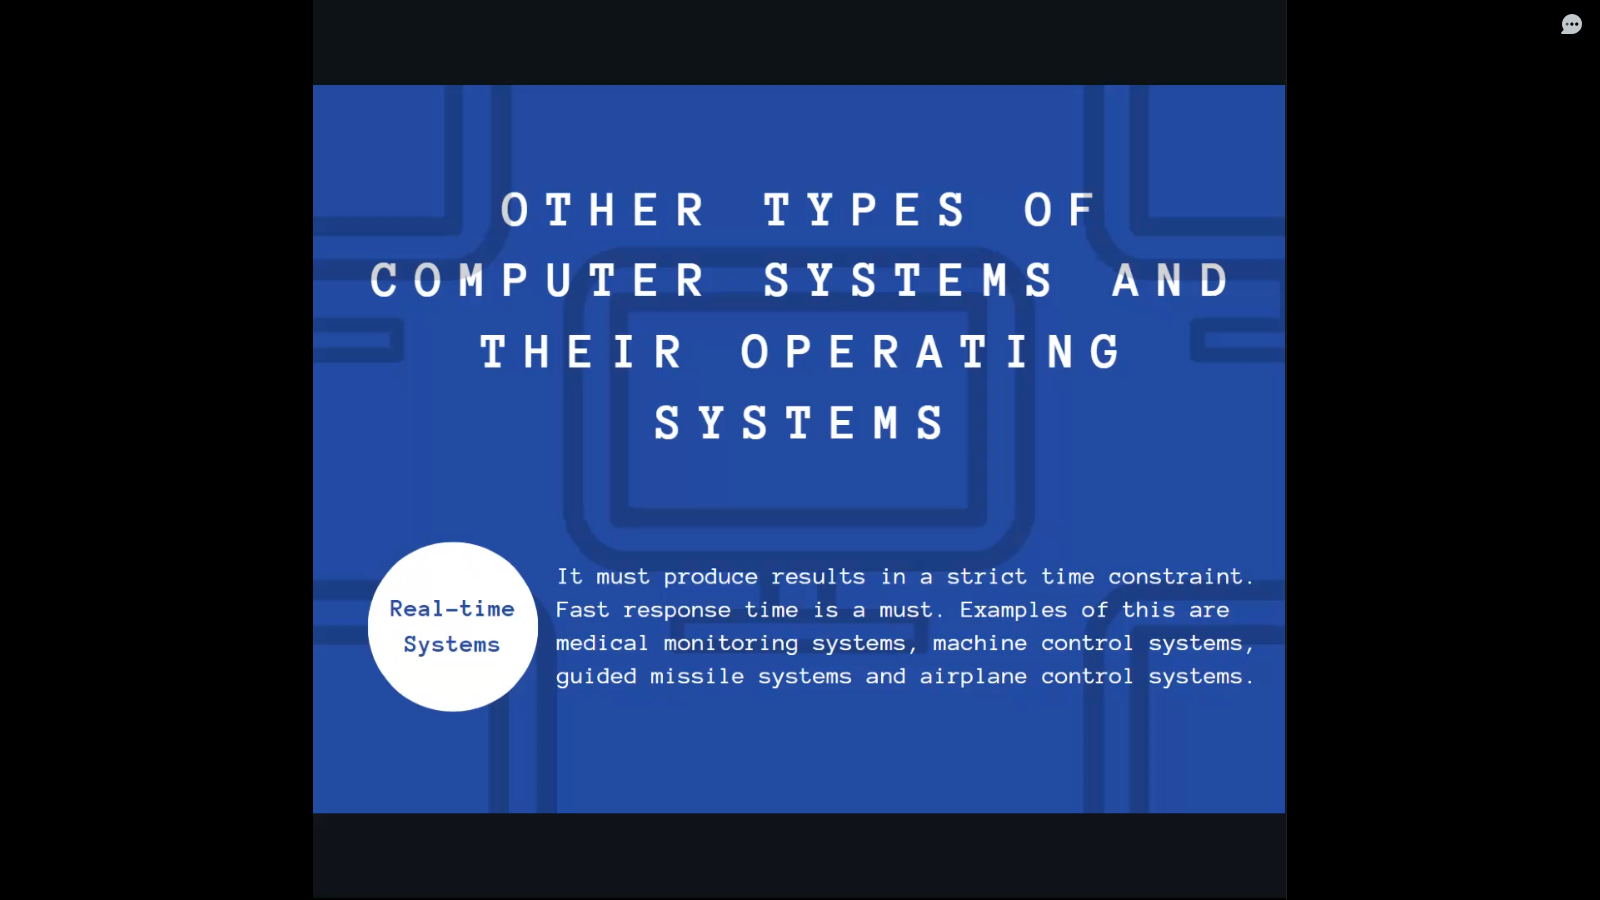 OTHER TYPES OF
COMPUTER SYSTEMS AND
THEIR OPERATING
SYSTEMS
Real-time
Systems
It must produce results in a strict time constraint.
Fast response time is a must. Examples of this are
medical monitoring systems, machine control systems,
guided missile systems and airplane control systems.